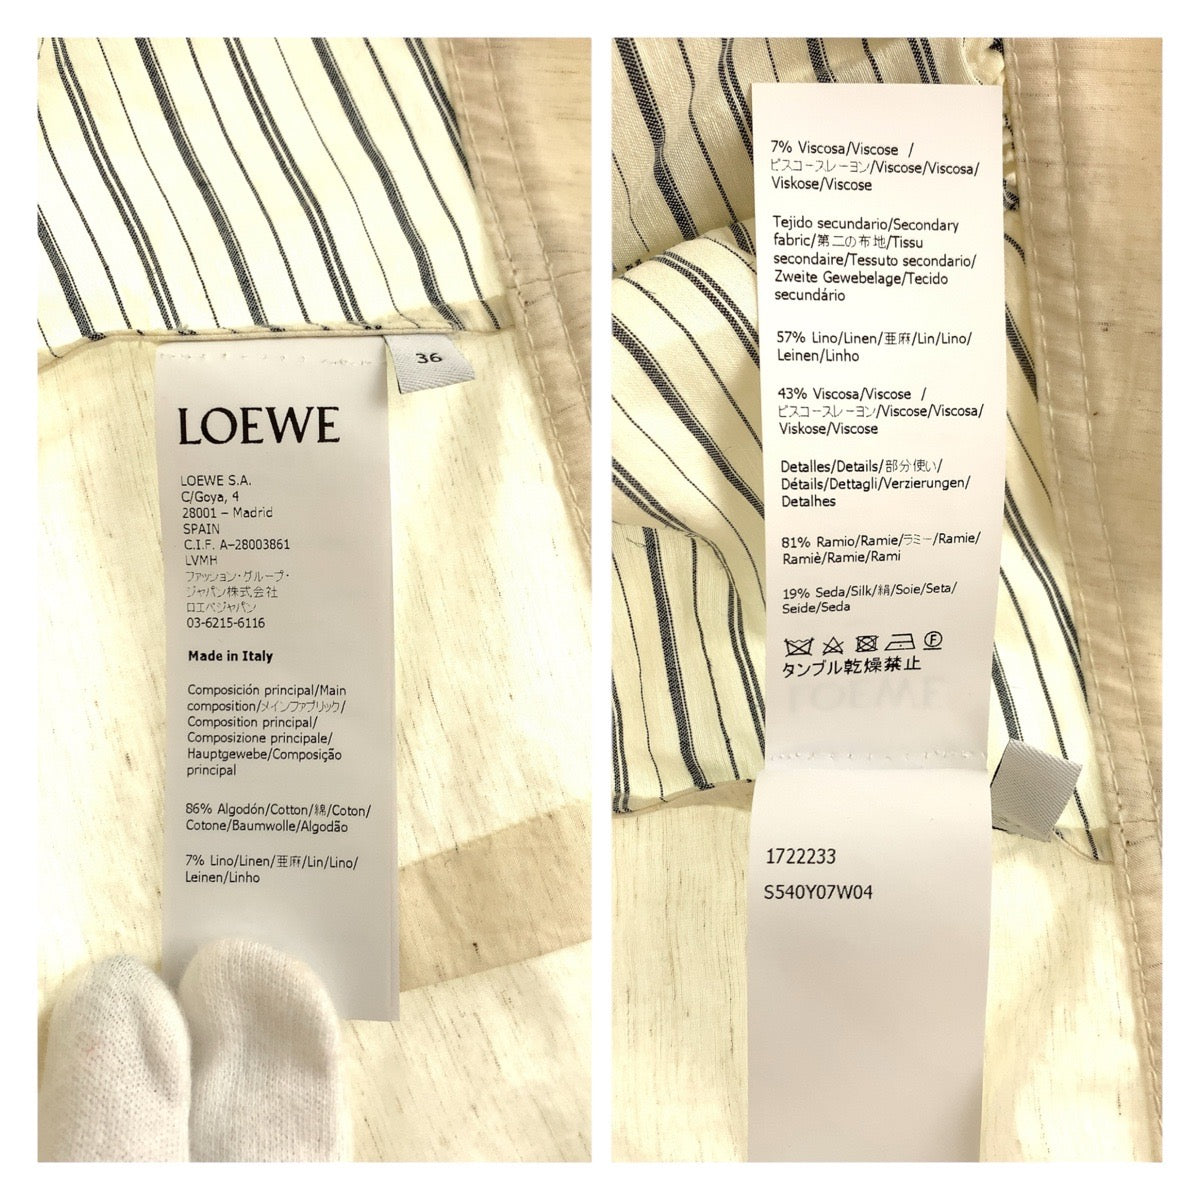 36
LOEWE
LOEWE S.A.
C/Goya, 4
28001 – Madrid
SPAIN
C.I.F. A–28003861
LVMH
ファッション・グループ・
ジャパン株式会社
ロエベジャパン
03-6215-6116
Made in Italy
Composición principal/Main
composition/メインファブリック/
Composition principal/
Composizione principale/
Hauptgewebe/Composição
principal
86% Algodón/Cotton/綿/Coton/
Cotone/Baumwolle/Algodão
7% Lino/Linen/亜麻/Lin/Lino/
Leinen/Linho
7% Viscosa/Viscose /
ビスコースレーヨン/Viscose/Viscosa/
Viskose/Viscose
Tejido secundario/Secondary
fabric/第二の布地/Tissu
secondaire/Tessuto secondario/
Zweite Gewebelage/Tecido
secundário
57% Lino/Linen/亜麻/Lin/Lino/
Leinen/Linho
43% Viscosa/Viscose /
ビスコースレーヨン/Viscose/Viscosa/
Viskose/Viscose
Detalles/Details/部分使い/
Détails/Dettagli/Verzierungen/
Detalhes
81% Ramio/Ramie/ラミー/Ramie/
Ramiè/Ramie/Rami
19% Seda/Silk/絹/Soie/Seta/
Seide/Seda
F
タンブル乾燥禁止
1722233
S540Y07W04